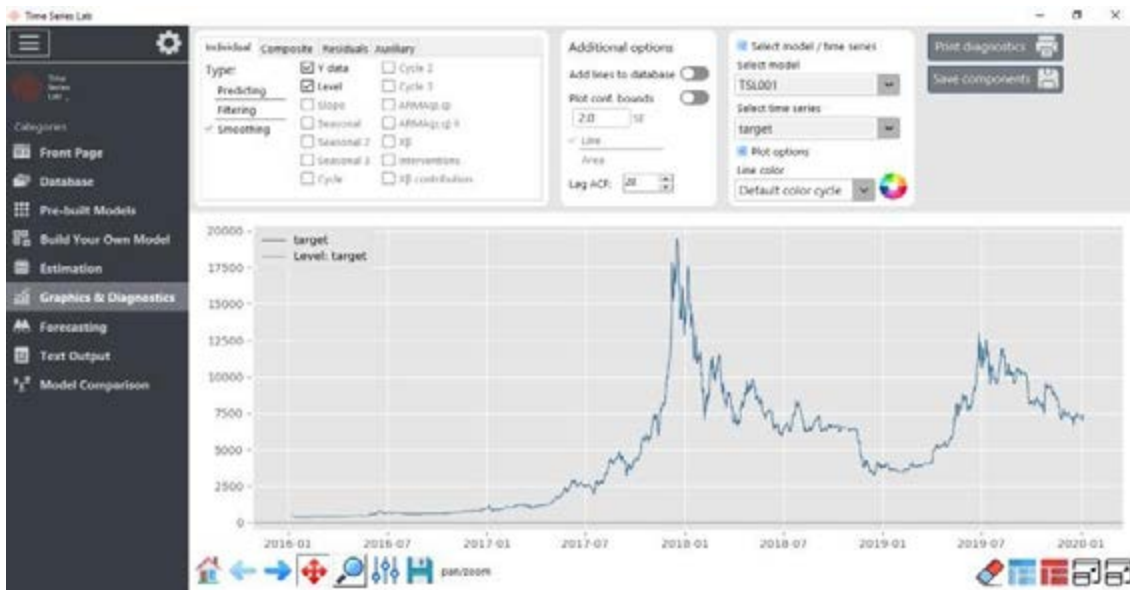 Time Series Lab
Time
Series
Lab
Categories
Front Page
Database
Pre-built Models
Build Your Own Model
Estimation
Graphics & Diagnostics
Forecasting
Text Output
Model Comparison
Individual Composite Residuals Auxiliary
Type:
Predicting
Filtering
Smoothing
Y data
Level
Slope
Seasonal
Seasonal 2
Seasonal 3
Cycle
Cycle 2
Cycle 3
Xβ
Interventions
Xβ contribution
Additional options
Add lines to database
Plot conf. bounds
2.0 SE
Line
Area
Lag ACF: 20
Select model / time series
Select model
TSL001
Select time series
target
Plot options
Line color
Default color cycle
Print diagnostics
Save components
target
Level: target
20000
17500
15000
12500
10000
7500
5000
2500
0
2016-01 2016-07 2017-01 2017-07 2018-01 2018-07 2019-01 2019-07 2020-01
pan/zoom